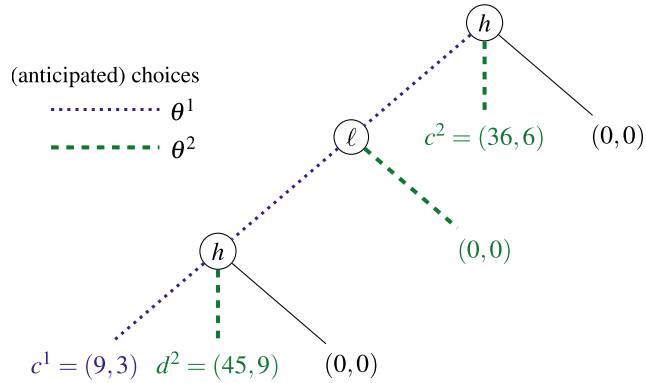 h
(anticipated) choices
θ¹
θ²
ℓ
c² = (36,6)
(0,0)
h
(0,0)
c¹ = (9,3) d² = (45,9) (0,0)